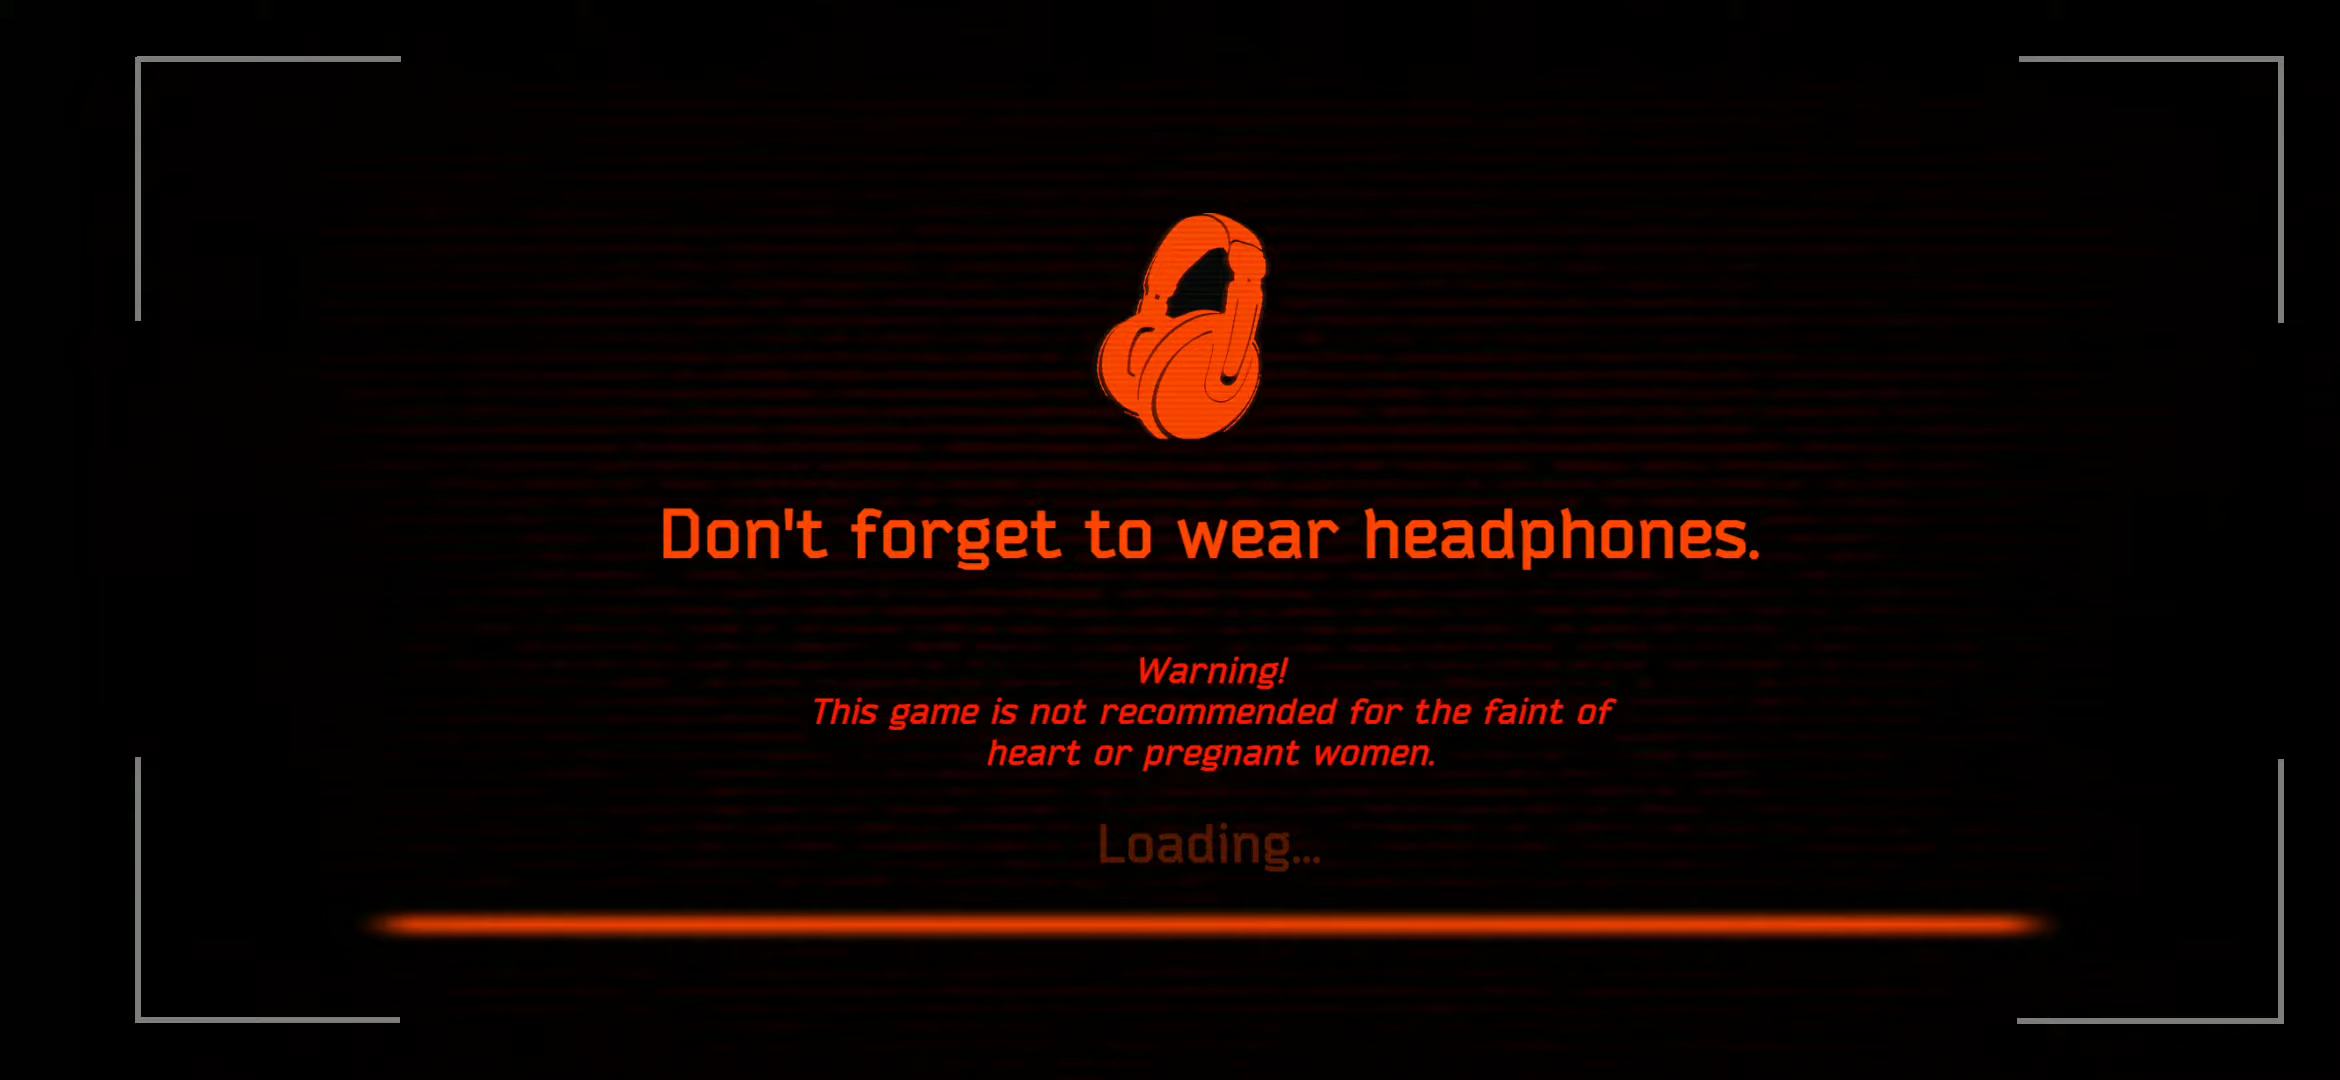 Don't forget to wear headphones.
Warning!
This game is not recommended for the faint of
heart or pregnant women.
Loading...